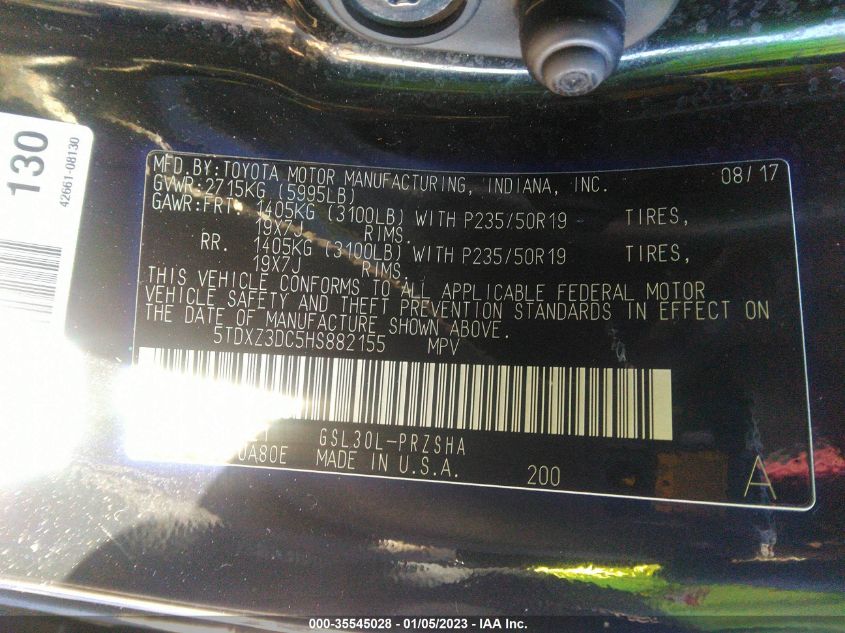 130
42661-08130
MFD.BY:TOYOTA MOTOR MANUFACTURING, INDIANA, INC. 08/17
GVWR:2715KG (5995LB)
GAWR:FRT. 1405KG (3100LB) WITH P235/50R19 TIRES,
19X7J RIMS.
RR. 1405KG (3100LB) WITH P235/50R19 TIRES,
19X7J RIMS.
THIS VEHICLE CONFORMS TO ALL APPLICABLE FEDERAL MOTOR
VEHICLE SAFETY AND THEFT PREVENTION STANDARDS IN EFFECT ON
THE DATE OF MANUFACTURE SHOWN ABOVE.
5TDXZ3DC5HS882155 MPV
GSL30L-PRZSHA
0A80E MADE IN U.S.A. 200 A
000-35545028 - 01/05/2023 - IAA Inc.